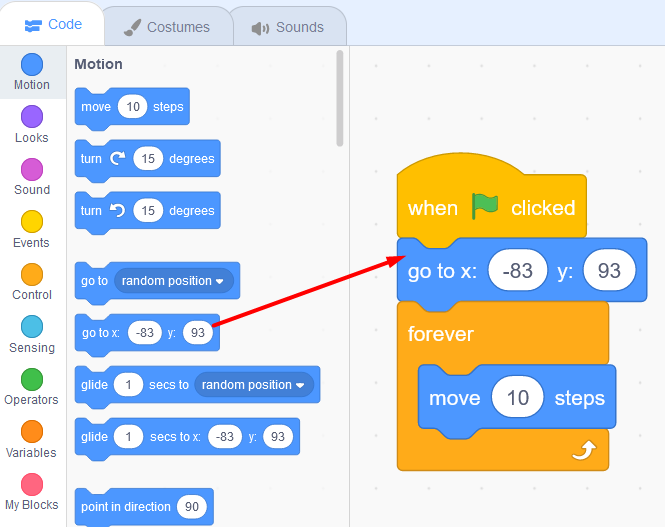 Code
Costumes
Sounds
Motion
Looks
Sound
Events
Control
Sensing
Operators
Variables
My Blocks
Motion
move 10 steps
turn 15 degrees
turn 15 degrees
go to random position
go to x: -83 y: 93
glide 1 secs to random position
glide 1 secs to x: -83 y: 93
point in direction 90
when clicked
go to x: -83 y: 93
forever
move 10 steps